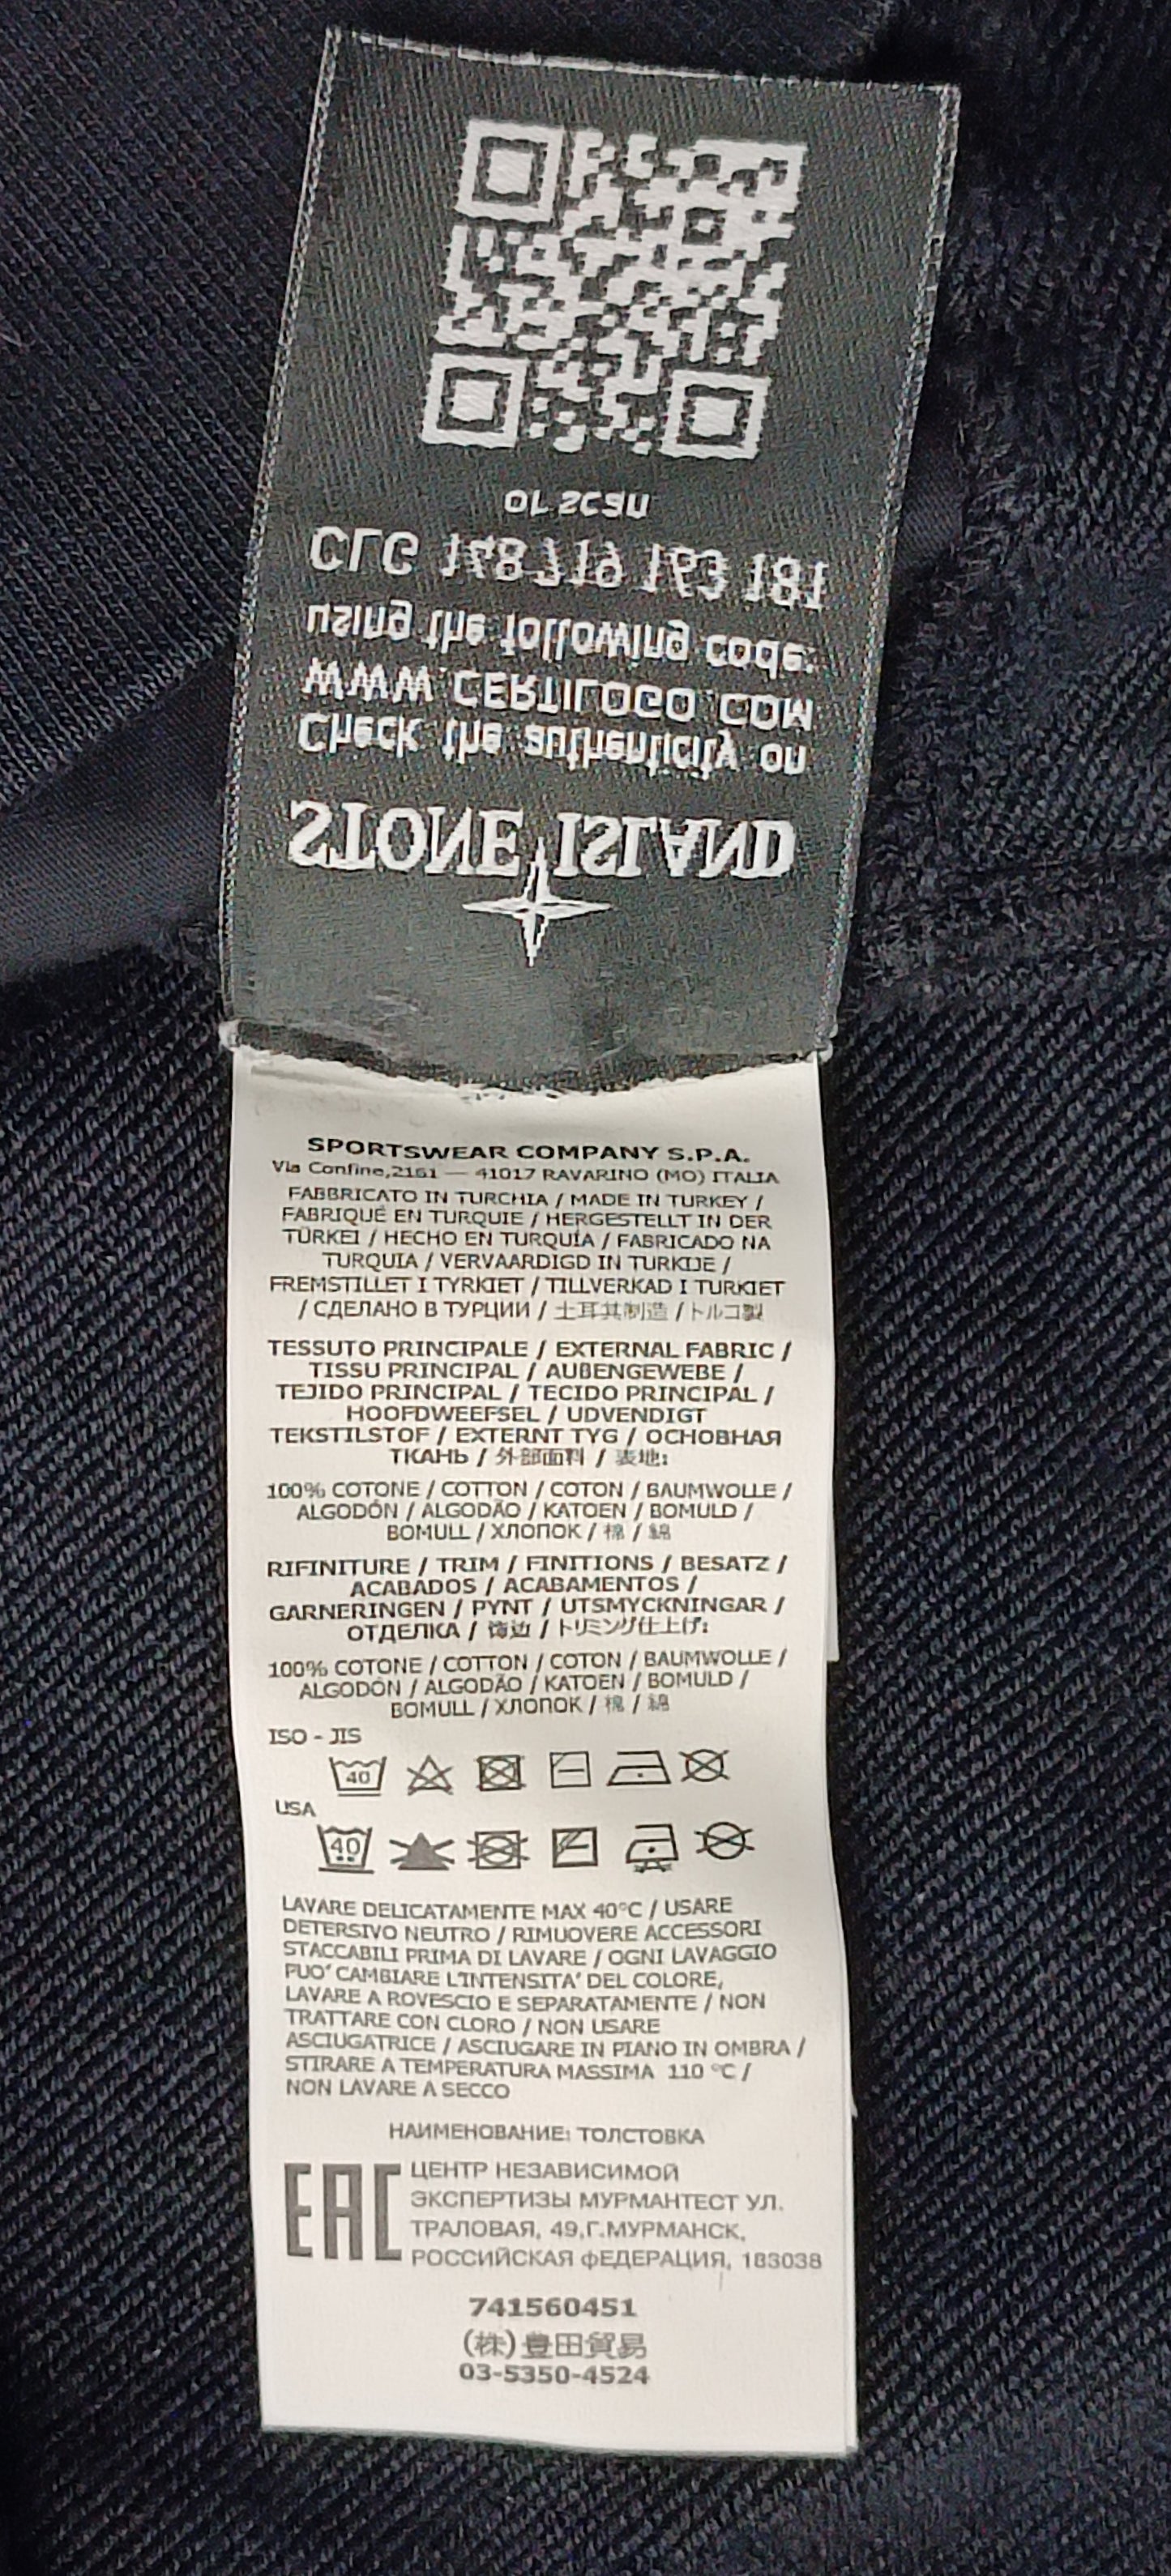 STONE ISLAND
Check the authenticity on
WWW.CERTILOGO.COM
using the following code:
CLG 148 719 163 181
or scan
SPORTSWEAR COMPANY S.P.A.
Via Confine,2161 — 41017 RAVARINO (MO) ITALIA
FABBRICATO IN TURCHIA / MADE IN TURKEY /
FABRIQUÉ EN TURQUIE / HERGESTELLT IN DER
TÜRKEI / HECHO EN TURQUÍA / FABRICADO NA
TURQUIA / VERVAARDIGD IN TURKIJE /
FREMSTILLET I TYRKIET / TILLVERKAD I TURKIET
/ СДЕЛАНО В ТУРЦИИ / 土耳其制造 / トルコ製
TESSUTO PRINCIPALE / EXTERNAL FABRIC /
TISSU PRINCIPAL / AUßENGEWEBE /
TEJIDO PRINCIPAL / TECIDO PRINCIPAL /
HOOFDWEEFSEL / UDVENDIGT
TEKSTILSTOF / EXTERNT TYG / ОСНОВНАЯ
ТКАНЬ / 外部面料 / 表地:
100% COTONE / COTTON / COTON / BAUMWOLLE /
ALGODÓN / ALGODÃO / KATOEN / BOMULD /
BOMULL / ХЛОПОК / 棉 / 綿
RIFINITURE / TRIM / FINITIONS / BESATZ /
ACABADOS / ACABAMENTOS /
GARNERINGEN / PYNT / UTSMYCKNINGAR /
ОТДЕЛКА / 饰边 / トリミング仕上げ:
100% COTONE / COTTON / COTON / BAUMWOLLE /
ALGODÓN / ALGODÃO / KATOEN / BOMULD /
BOMULL / ХЛОПОК / 棉 / 綿
ISO - JIS
40
USA
40
LAVARE DELICATAMENTE MAX 40°C / USARE
DETERSIVO NEUTRO / RIMUOVERE ACCESSORI
STACCABILI PRIMA DI LAVARE / OGNI LAVAGGIO
PUO' CAMBIARE L'INTENSITA' DEL COLORE,
LAVARE A ROVESCIO E SEPARATAMENTE / NON
TRATTARE CON CLORO / NON USARE
ASCIUGATRICE / ASCIUGARE IN PIANO IN OMBRA /
STIRARE A TEMPERATURA MASSIMA 110 °C /
NON LAVARE A SECCO
НАИМЕНОВАНИЕ: ТОЛСТОВКА
EAC
ЦЕНТР НЕЗАВИСИМОЙ
ЭКСПЕРТИЗЫ МУРМАНТЕСТ УЛ.
ТРАЛОВАЯ, 49,Г.МУРМАНСК,
РОССИЙСКАЯ фЕДЕРАЦИЯ, 183038
741560451
(株)豊田貿易
03-5350-4524